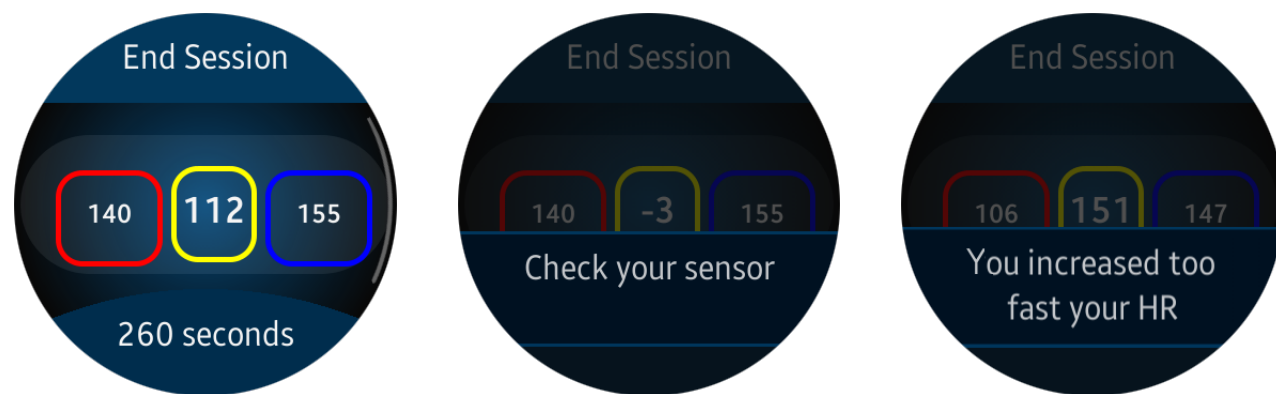 End Session
140 112 155
260 seconds
End Session
140 -3 155
Check your sensor
End Session
106 151 147
You increased too
fast your HR